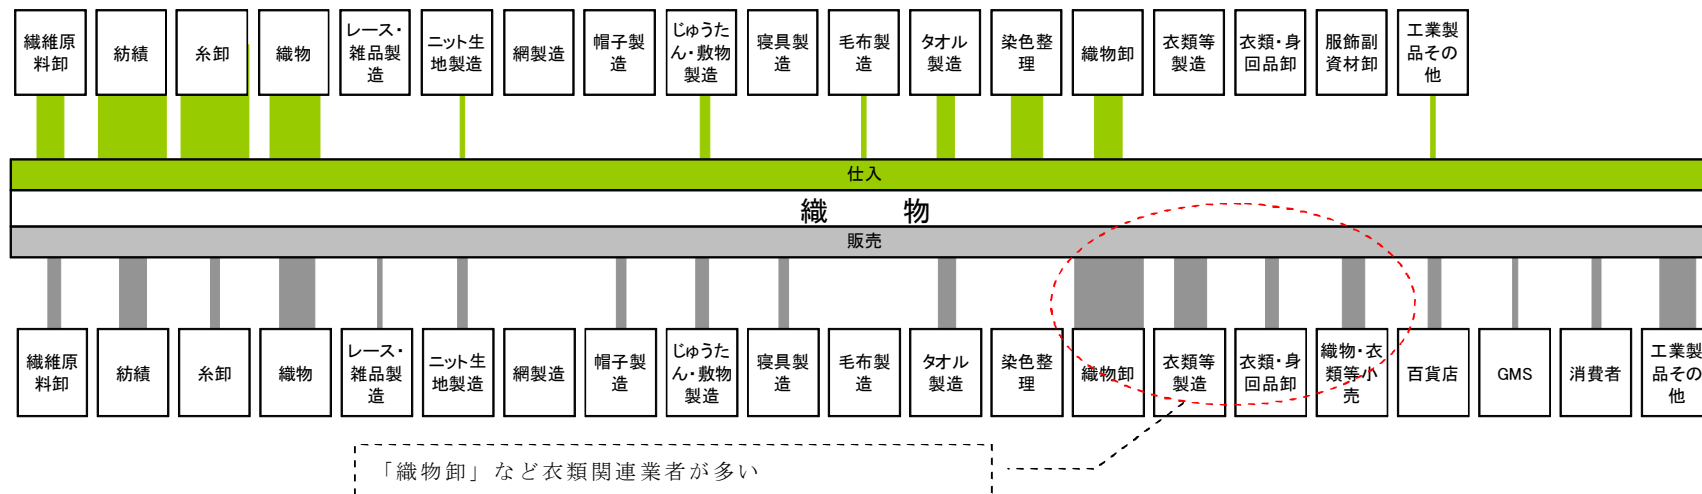 繊維原
料卸
紡績
糸卸
織物
レース・
雑品製
造
ニット生
地製造
網製造
帽子製
造
じゅうた
ん・敷物
製造
寝具製
造
毛布製
造
タオル
製造
染色整
理
織物卸
衣類等
製造
衣類・身
回品卸
服飾副
資材卸
工業製
品その
他
仕入
織 物
販売
繊維原
料卸
紡績
糸卸
織物
レース・
雑品製
造
ニット生
地製造
網製造
帽子製
造
じゅうた
ん・敷物
製造
寝具製
造
毛布製
造
タオル
製造
染色整
理
織物卸
衣類等
製造
衣類・身
回品卸
織物・衣
類等小
売
百貨店
GMS
消費者
工業製
品その
他
「織物卸」など衣類関連業者が多い